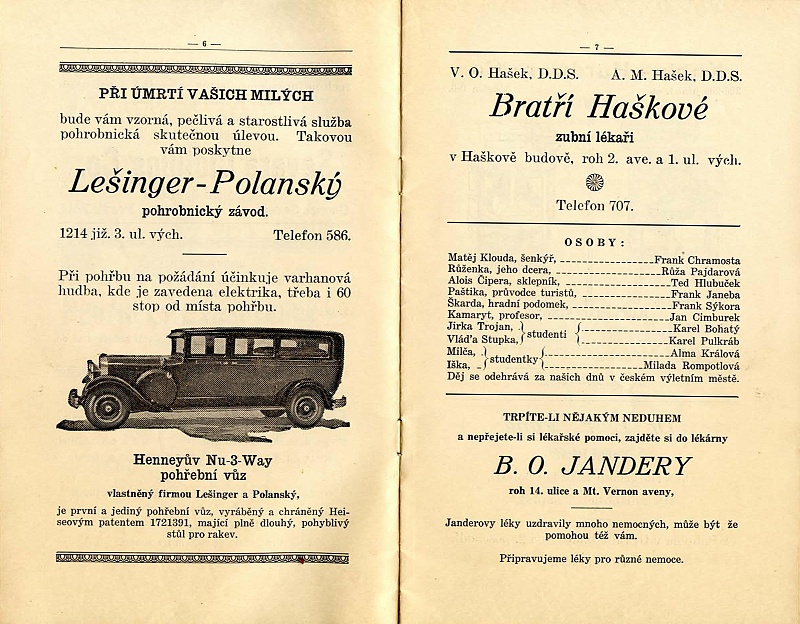 — 6 —
PŘI ÚMRTÍ VAŠICH MILÝCH
bude vám vzorná, pečlivá a starostlivá služba
pohrobnická skutečnou úlevou. Takovou
vám poskytne
Lešinger-Polanský
pohrobnický závod.
1214 již. 3. ul. vých. Telefon 586.
Při pohřbu na požádání účinkuje varhanová
hudba, kde je zavedena elektrika, třeba i 60
stop od místa pohřbu.
Henneyův Nu-3-Way
pohřební vůz
vlastněný firmou Lešinger a Polanský,
je první a jediný pohřební vůz, vyráběný a chráněný Hei-
seovým patentem 1721391, mající plně dlouhý, pohyblivý
stůl pro rakev.
— 7 —
V. O. Hašek, D.D.S. A. M. Hašek, D.D.S.
Bratří Haškové
zubní lékaři
v Haškově budově, roh 2. ave. a 1. ul. vých.
Telefon 707.
OSOBY:
Matěj Klouda, šenkýř, Frank Chramosta
Růženka, jeho dcera, Růža Pajdarová
Alois Čipera, sklepník, Ted Hlubuček
Paštika, průvodce turistů, Frank Janeba
Škarda, hradní podomek, Frank Sýkora
Kamaryt, profesor, Jan Cimburek
Jirka Trojan, } studenti { Karel Bohatý
Vláďa Stupka, } studenti { Karel Pulkráb
Milča, } studentky { Alma Králová
Iška, } studentky { Milada Rompotlová
Děj se odehrává za našich dnů v českém výletním městě.
TRPÍTE-LI NĚJAKÝM NEDUHEM
a nepřejete-li si lékařské pomoci, zajděte si do lékárny
B. O. JANDERY
roh 14. ulice a Mt. Vernon aveny,
Janderovy léky uzdravily mnoho nemocných, může být že
pomohou též vám.
Připravujeme léky pro různé nemoce.